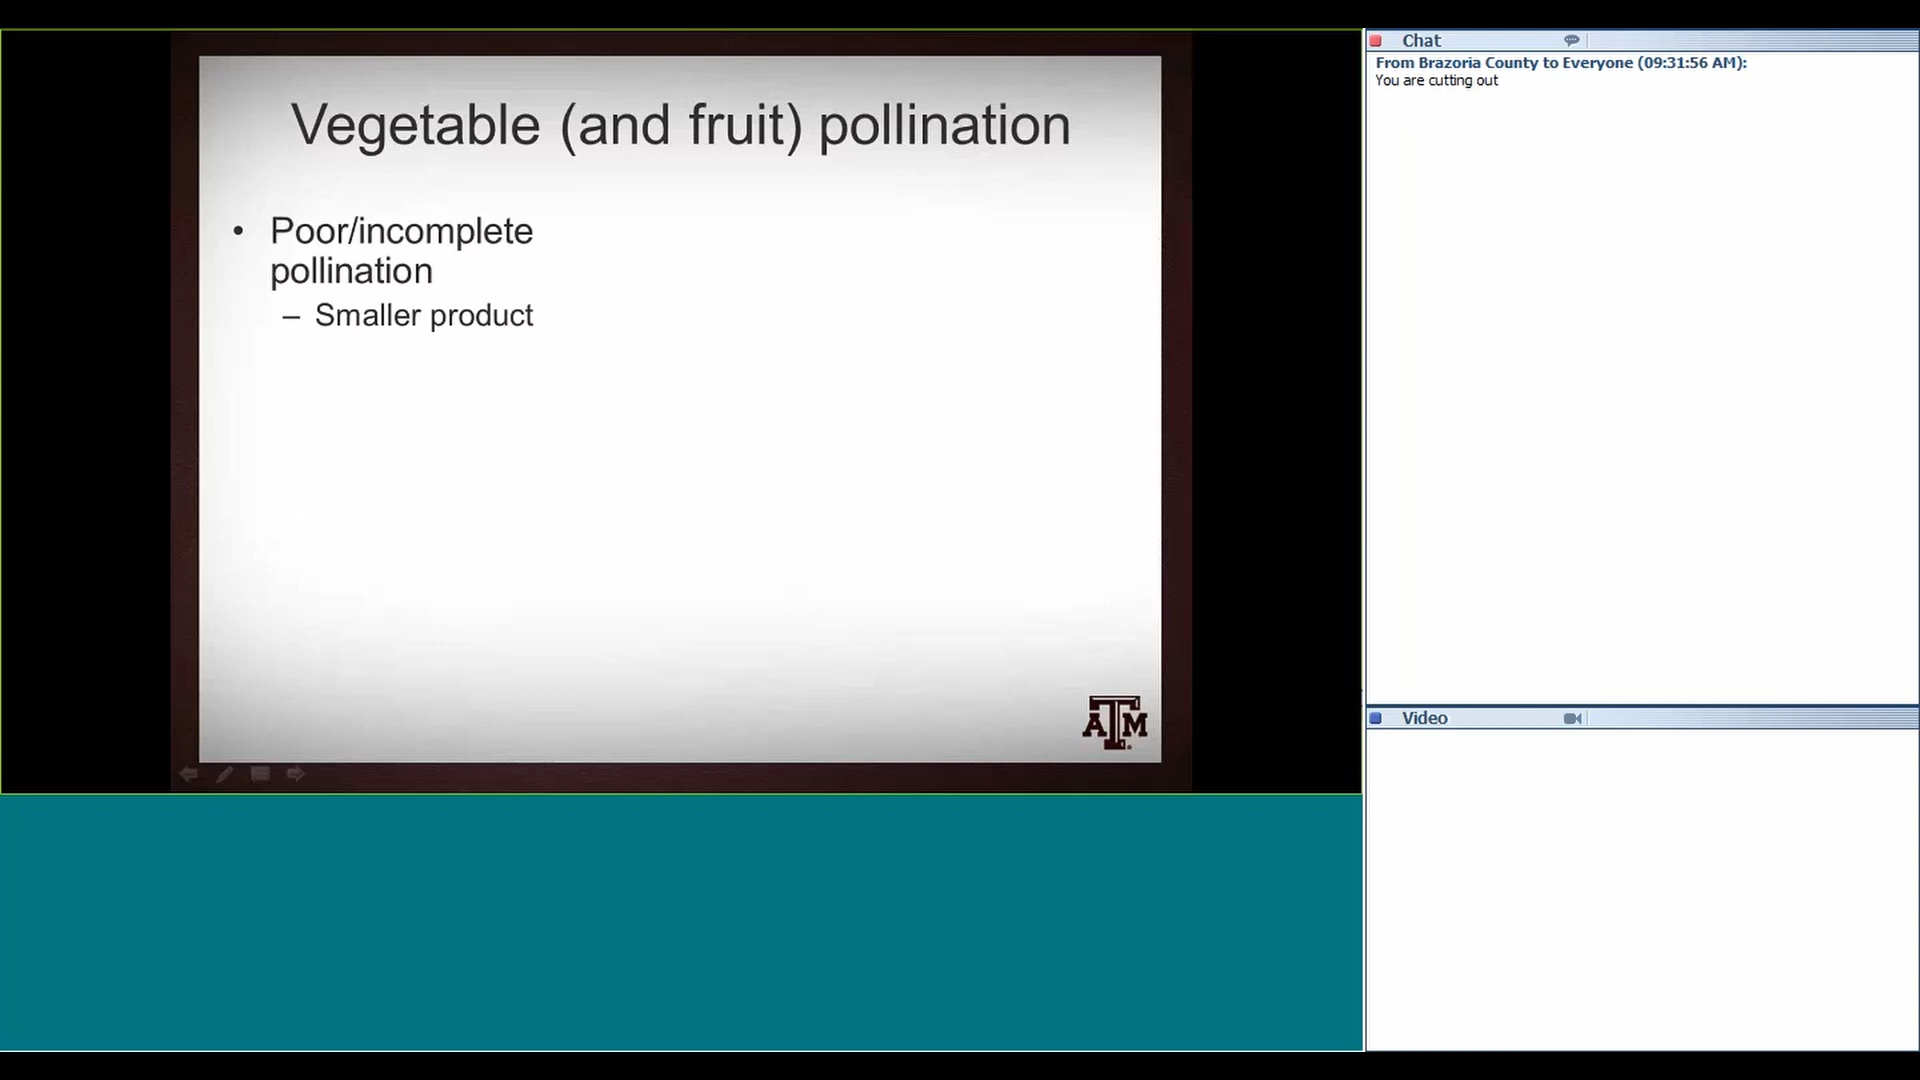 Vegetable (and fruit) pollination
• Poor/incomplete
pollination
– Smaller product
ATM
Chat
From Brazoria County to Everyone (09:31:56 AM):
You are cutting out
Video